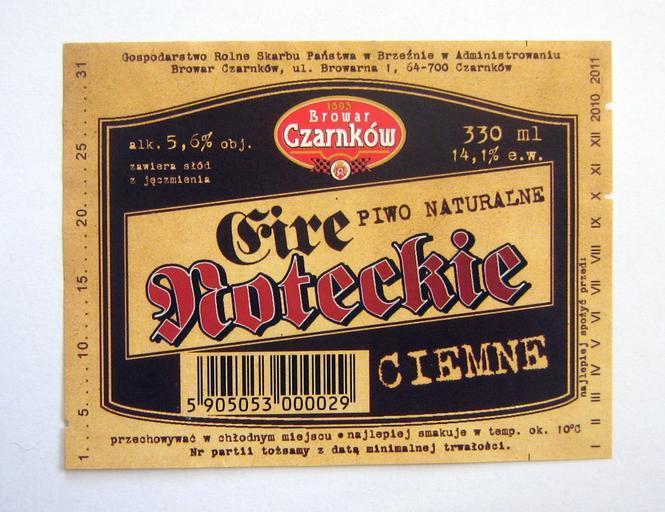 Gospodarstwo Rolne Skarbu Państwa w Brzeźnie w Administrowaniu
Browar Czarnków, ul. Browarna 1, 64-700 Czarnków
1893
Browar
Czarnków
alk. 5,6% obj.
zawiera słód
z jęczmienia
330 ml
14,1% e.w.
Eire PIWO NATURALNE
Noteckie
CIEMNE
5 905053 000029
przechowywać w chłodnym miejscu • najlepiej smakuje w temp. ok. 10°C
Nr partii tożsamy z datą minimalnej trwałości.
1...5.....10.....15.....20.....25.....31
najlepiej spożyć przed:
I II III IV V VI VII VIII IX X XI XII 2010 2011